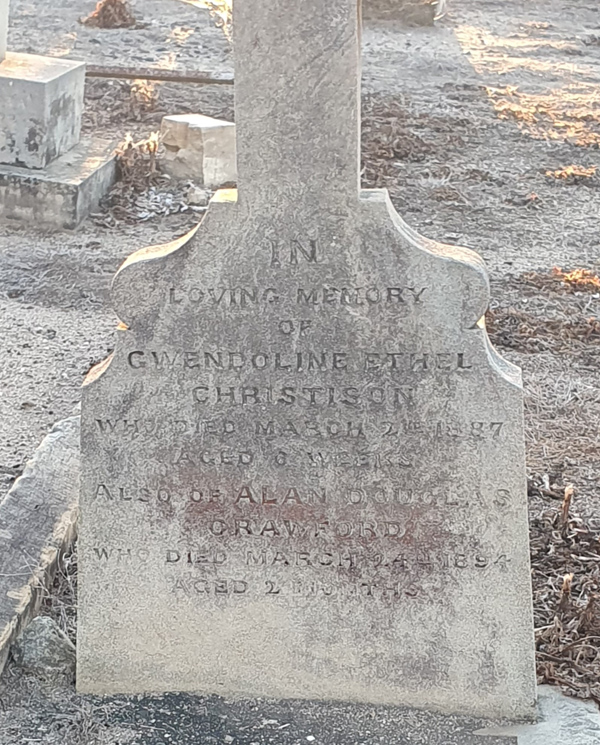 IN
LOVING MEMORY
OF
GWENDOLINE ETHEL
CHRISTISON
WHO DIED MARCH 1887
AGED 6 WEEKS
ALSO OF ALAN DOUGLAS
CRAWFORD
WHO DIED MARCH 24TH 1894
AGED 2 MONTHS